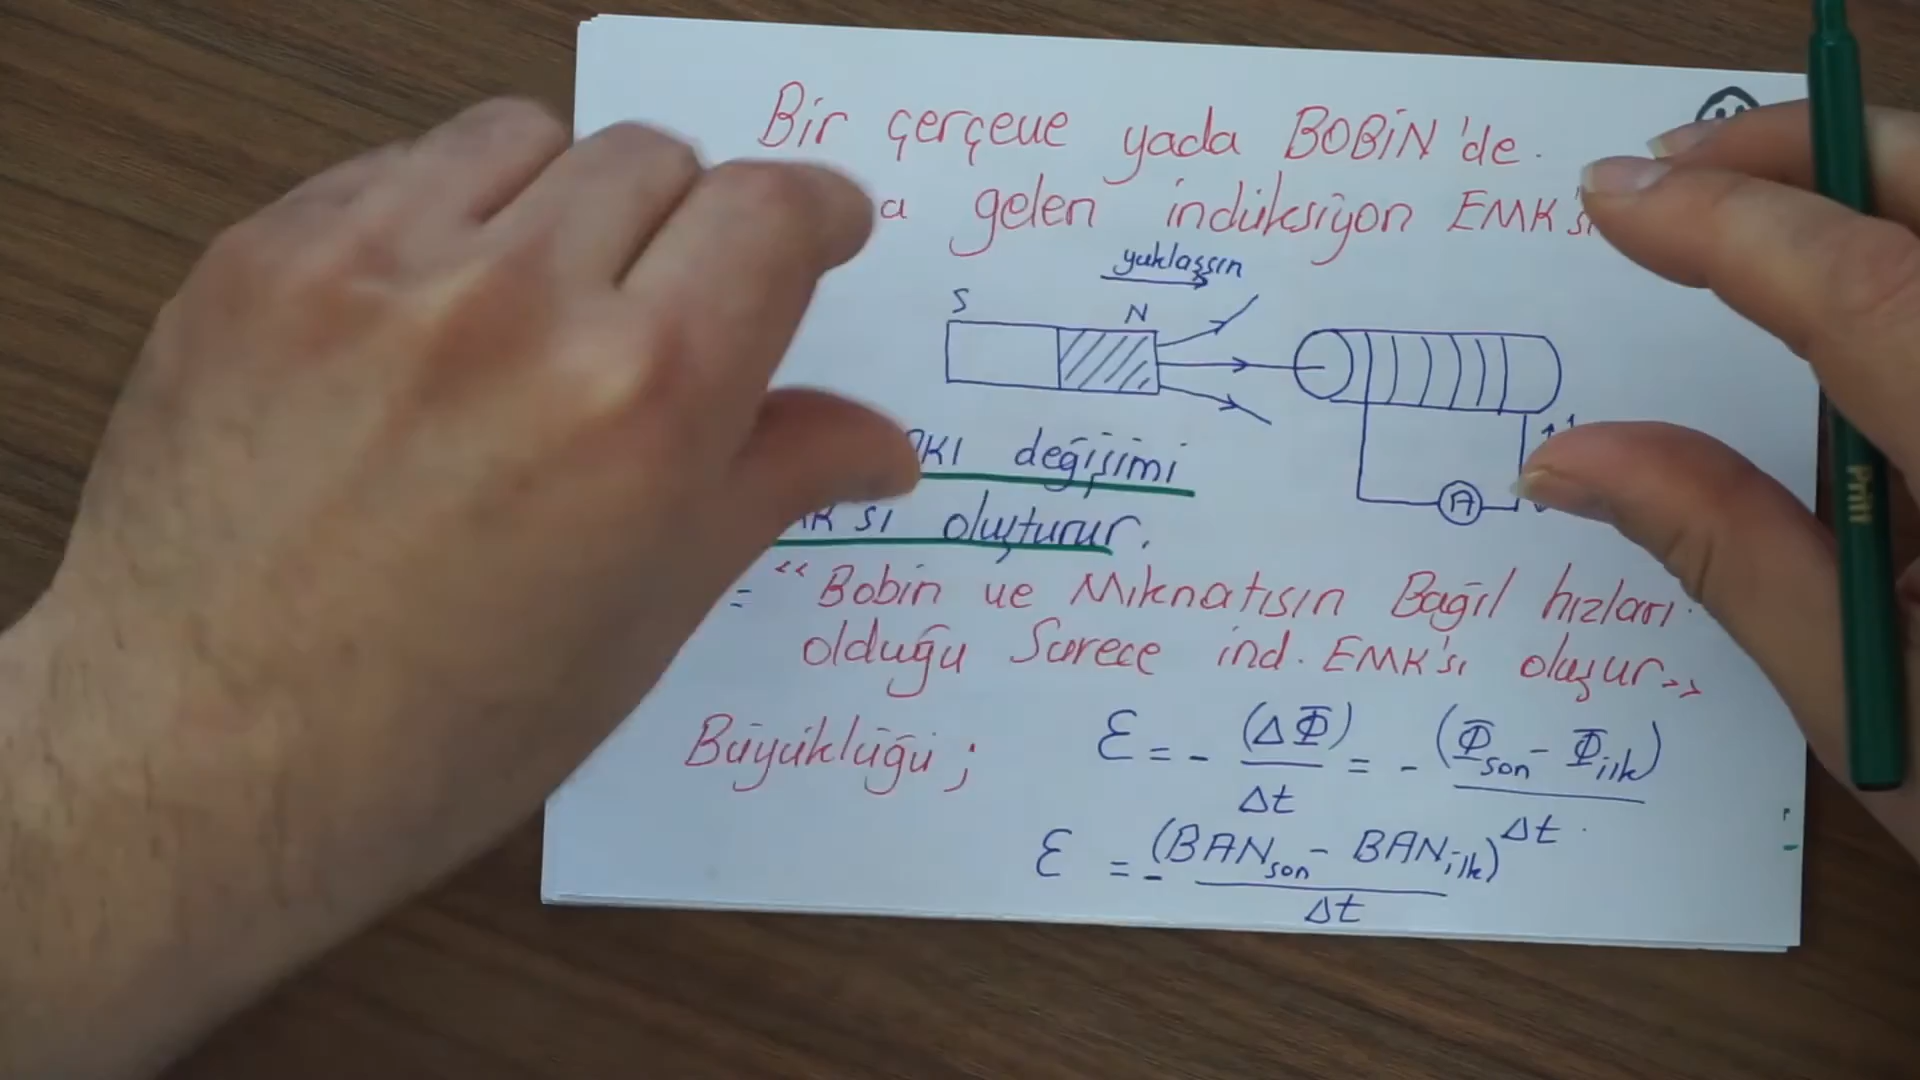 Bir çerçeve yada BOBİN'de.
a gelen indüksiyon EMK'sı
yaklaşsın
S
N
A
değişimi
oluşturur.
= "Bobin ve Mıknatısın Bağıl hızları
olduğu Sürece ind. EMK'sı oluşur"
Büyüklüğü; Ɛ = - (ΔΦ)/Δt = - (Φson - Φilk)/Δt
Ɛ = - (BANson - BANilk)/Δt
Pritt